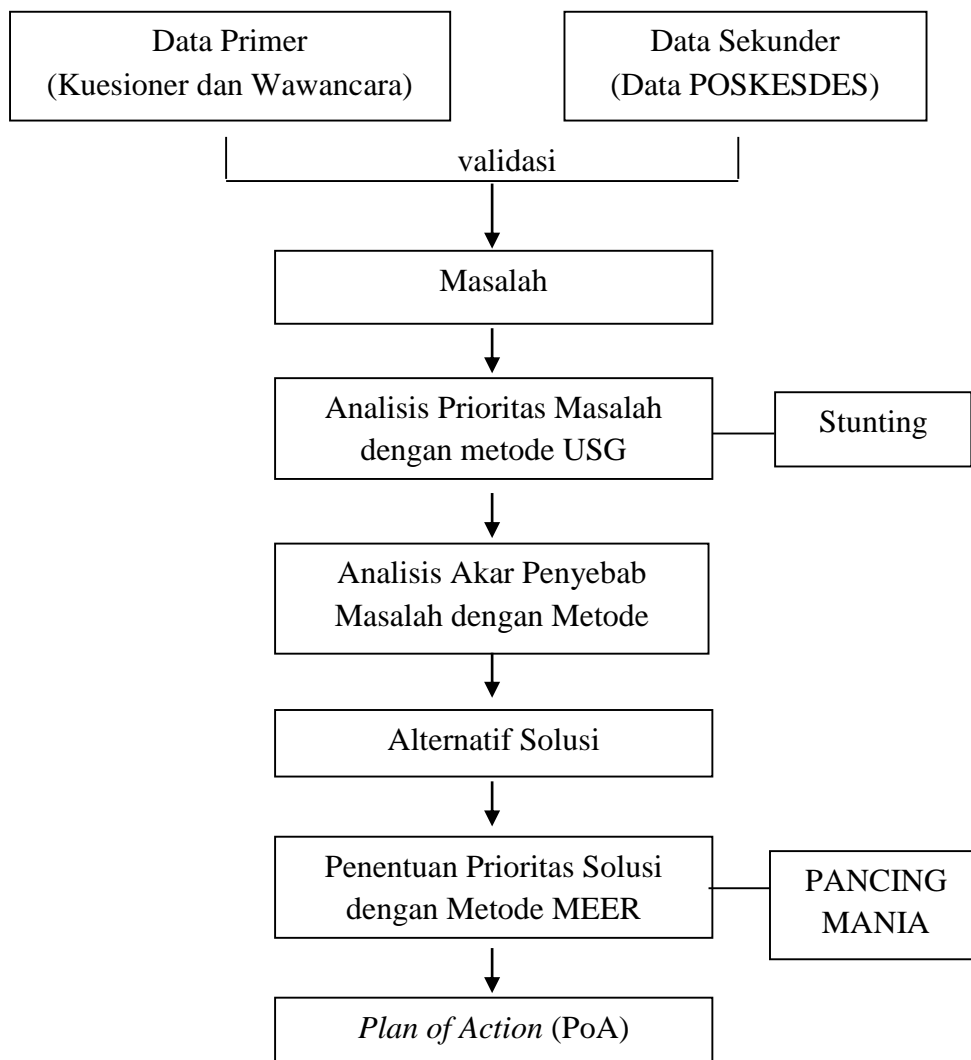 Data Primer
(Kuesioner dan Wawancara)
Data Sekunder
(Data POSKESDES)
validasi
Masalah
Analisis Prioritas Masalah
dengan metode USG
Stunting
Analisis Akar Penyebab
Masalah dengan Metode
Alternatif Solusi
Penentuan Prioritas Solusi
dengan Metode MEER
PANCING
MANIA
Plan of Action (PoA)